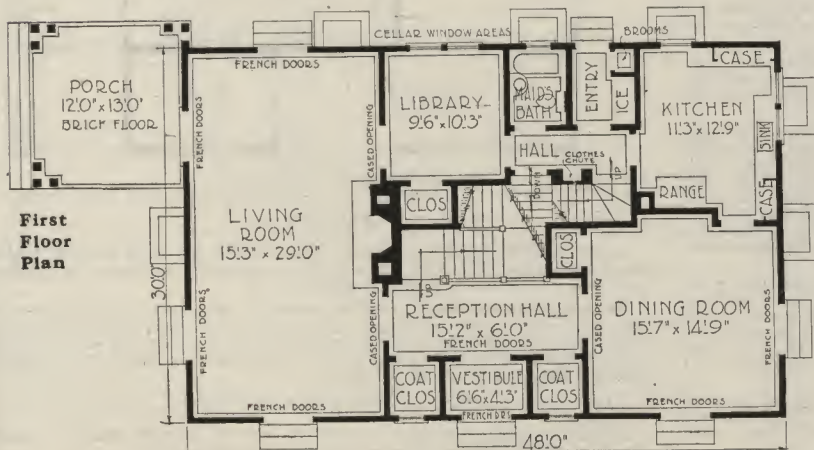 CELLAR WINDOW AREAS
BROOMS
FRENCH DOORS
CASE
PORCH
12'0" x 13'0"
BRICK FLOOR
LIBRARY
9'6" x 10'3"
MAID'S
BATH
ENTRY
ICE
KITCHEN
11'3" x 12'9"
SINK
FRENCH DOORS
CASED OPENING
HALL
CLOTHES
CHUTE
UP
DOWN
RANGE
CASE
CLOS
First
Floor
Plan
LIVING
ROOM
15'3" x 29'0"
30'0"
CLOS
UP
RECEPTION HALL
15'2" x 6'0"
FRENCH DOORS
DINING ROOM
15'7" x 14'9"
FRENCH DOORS
CASED OPENING
CASED OPENING
FRENCH DOORS
COAT
CLOS
VESTIBULE
6'6" x 4'3"
FRENCH DRS
COAT
CLOS
FRENCH DOORS
FRENCH DOORS
48'0"